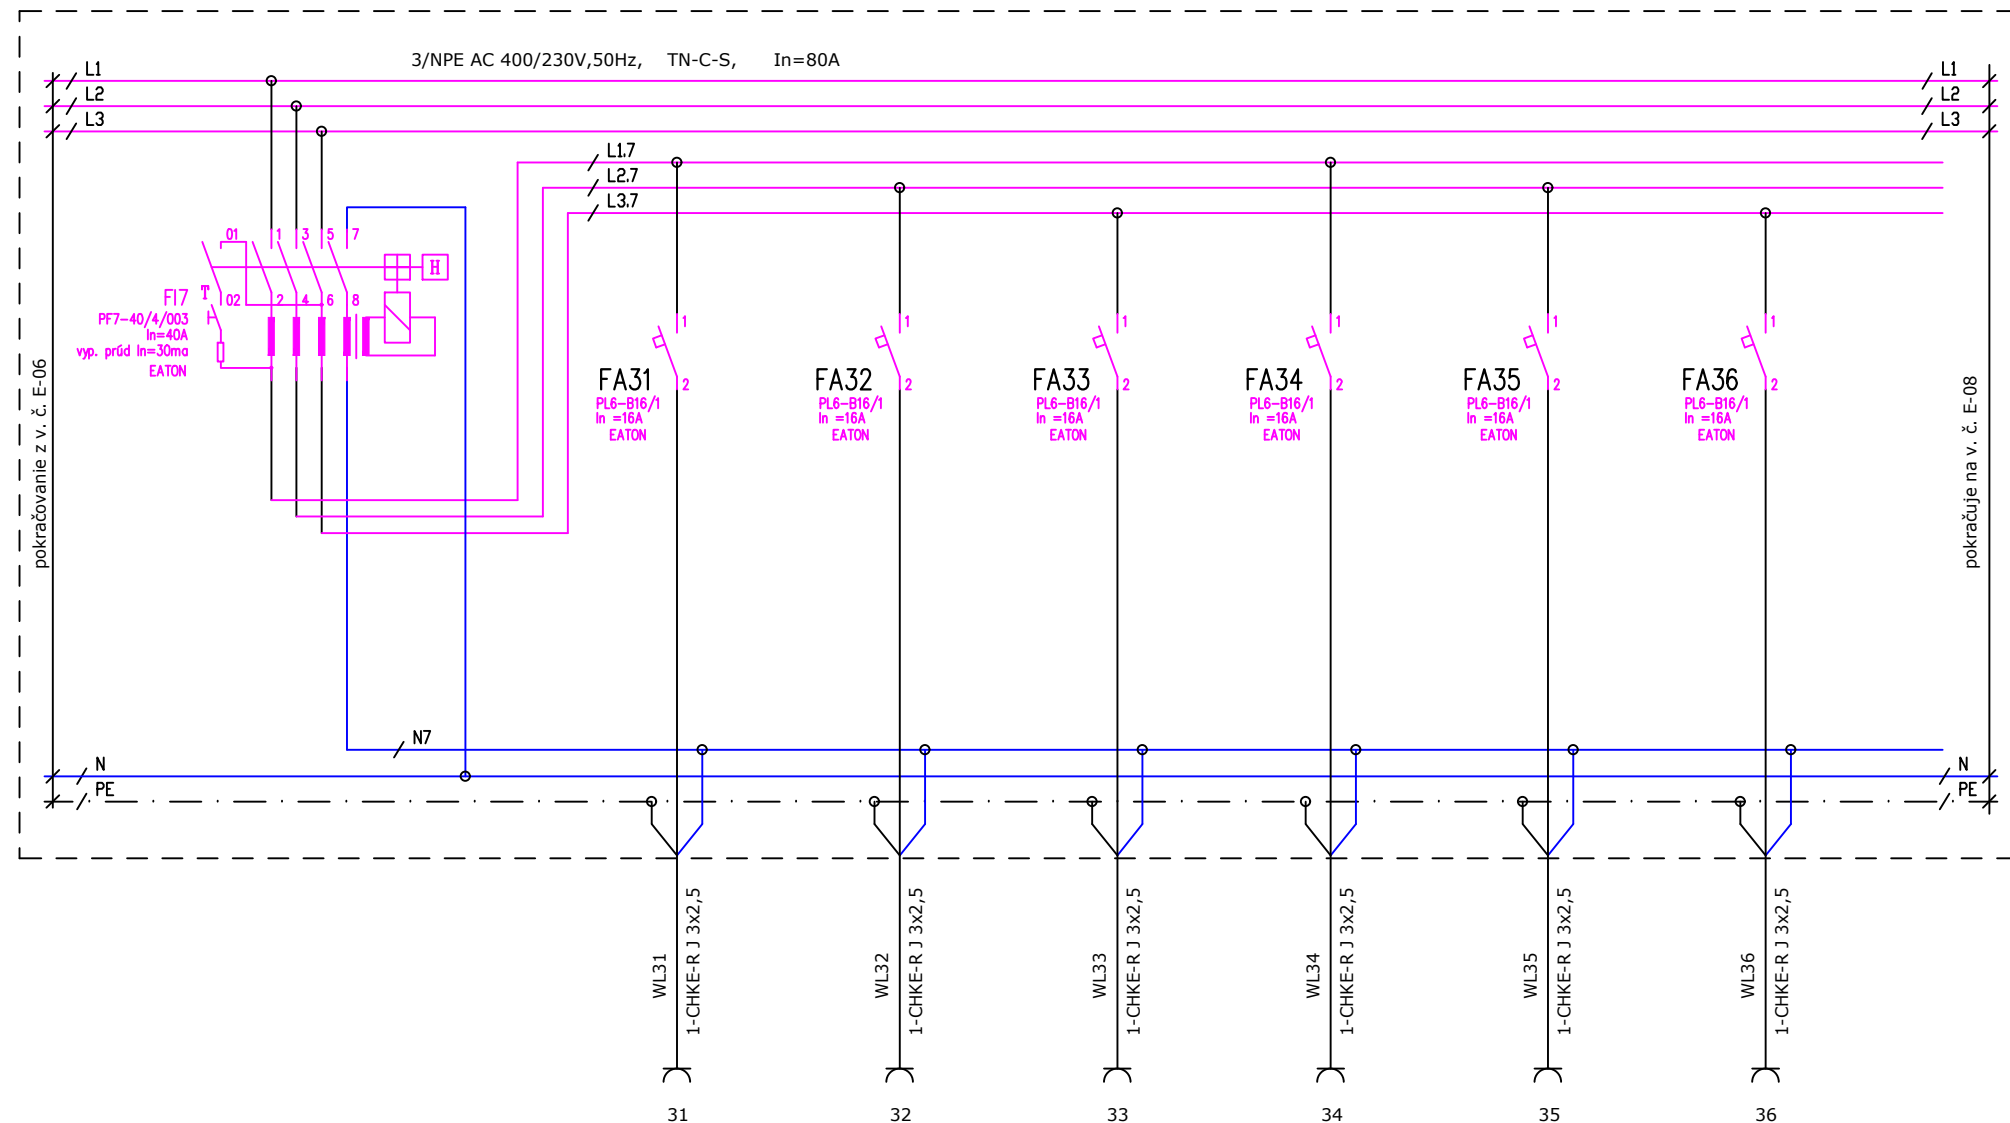 3/NPE AC 400/230V,50Hz, TN-C-S, In=80A
L1 L1
L2 L2
L3 L3
L1.7
L2.7
L3.7
01 1 3 5 7
H
T 02 2 4 6 8
FI7
PF7-40/4/003
In=40A
vyp. prúd In=30ma
EATON
pokračovanie z v. č. E-06
pokračuje na v. č. E-08
1 1 1 1 1 1
2 2 2 2 2 2
FA31 FA32 FA33 FA34 FA35 FA36
PL6-B16/1 PL6-B16/1 PL6-B16/1 PL6-B16/1 PL6-B16/1 PL6-B16/1
In =16A In =16A In =16A In =16A In =16A In =16A
EATON EATON EATON EATON EATON EATON
N7
N N
PE PE
WL31
1-CHKE-R J 3x2,5
WL32
1-CHKE-R J 3x2,5
WL33
1-CHKE-R J 3x2,5
WL34
1-CHKE-R J 3x2,5
WL35
1-CHKE-R J 3x2,5
WL36
1-CHKE-R J 3x2,5
31 32 33 34 35 36